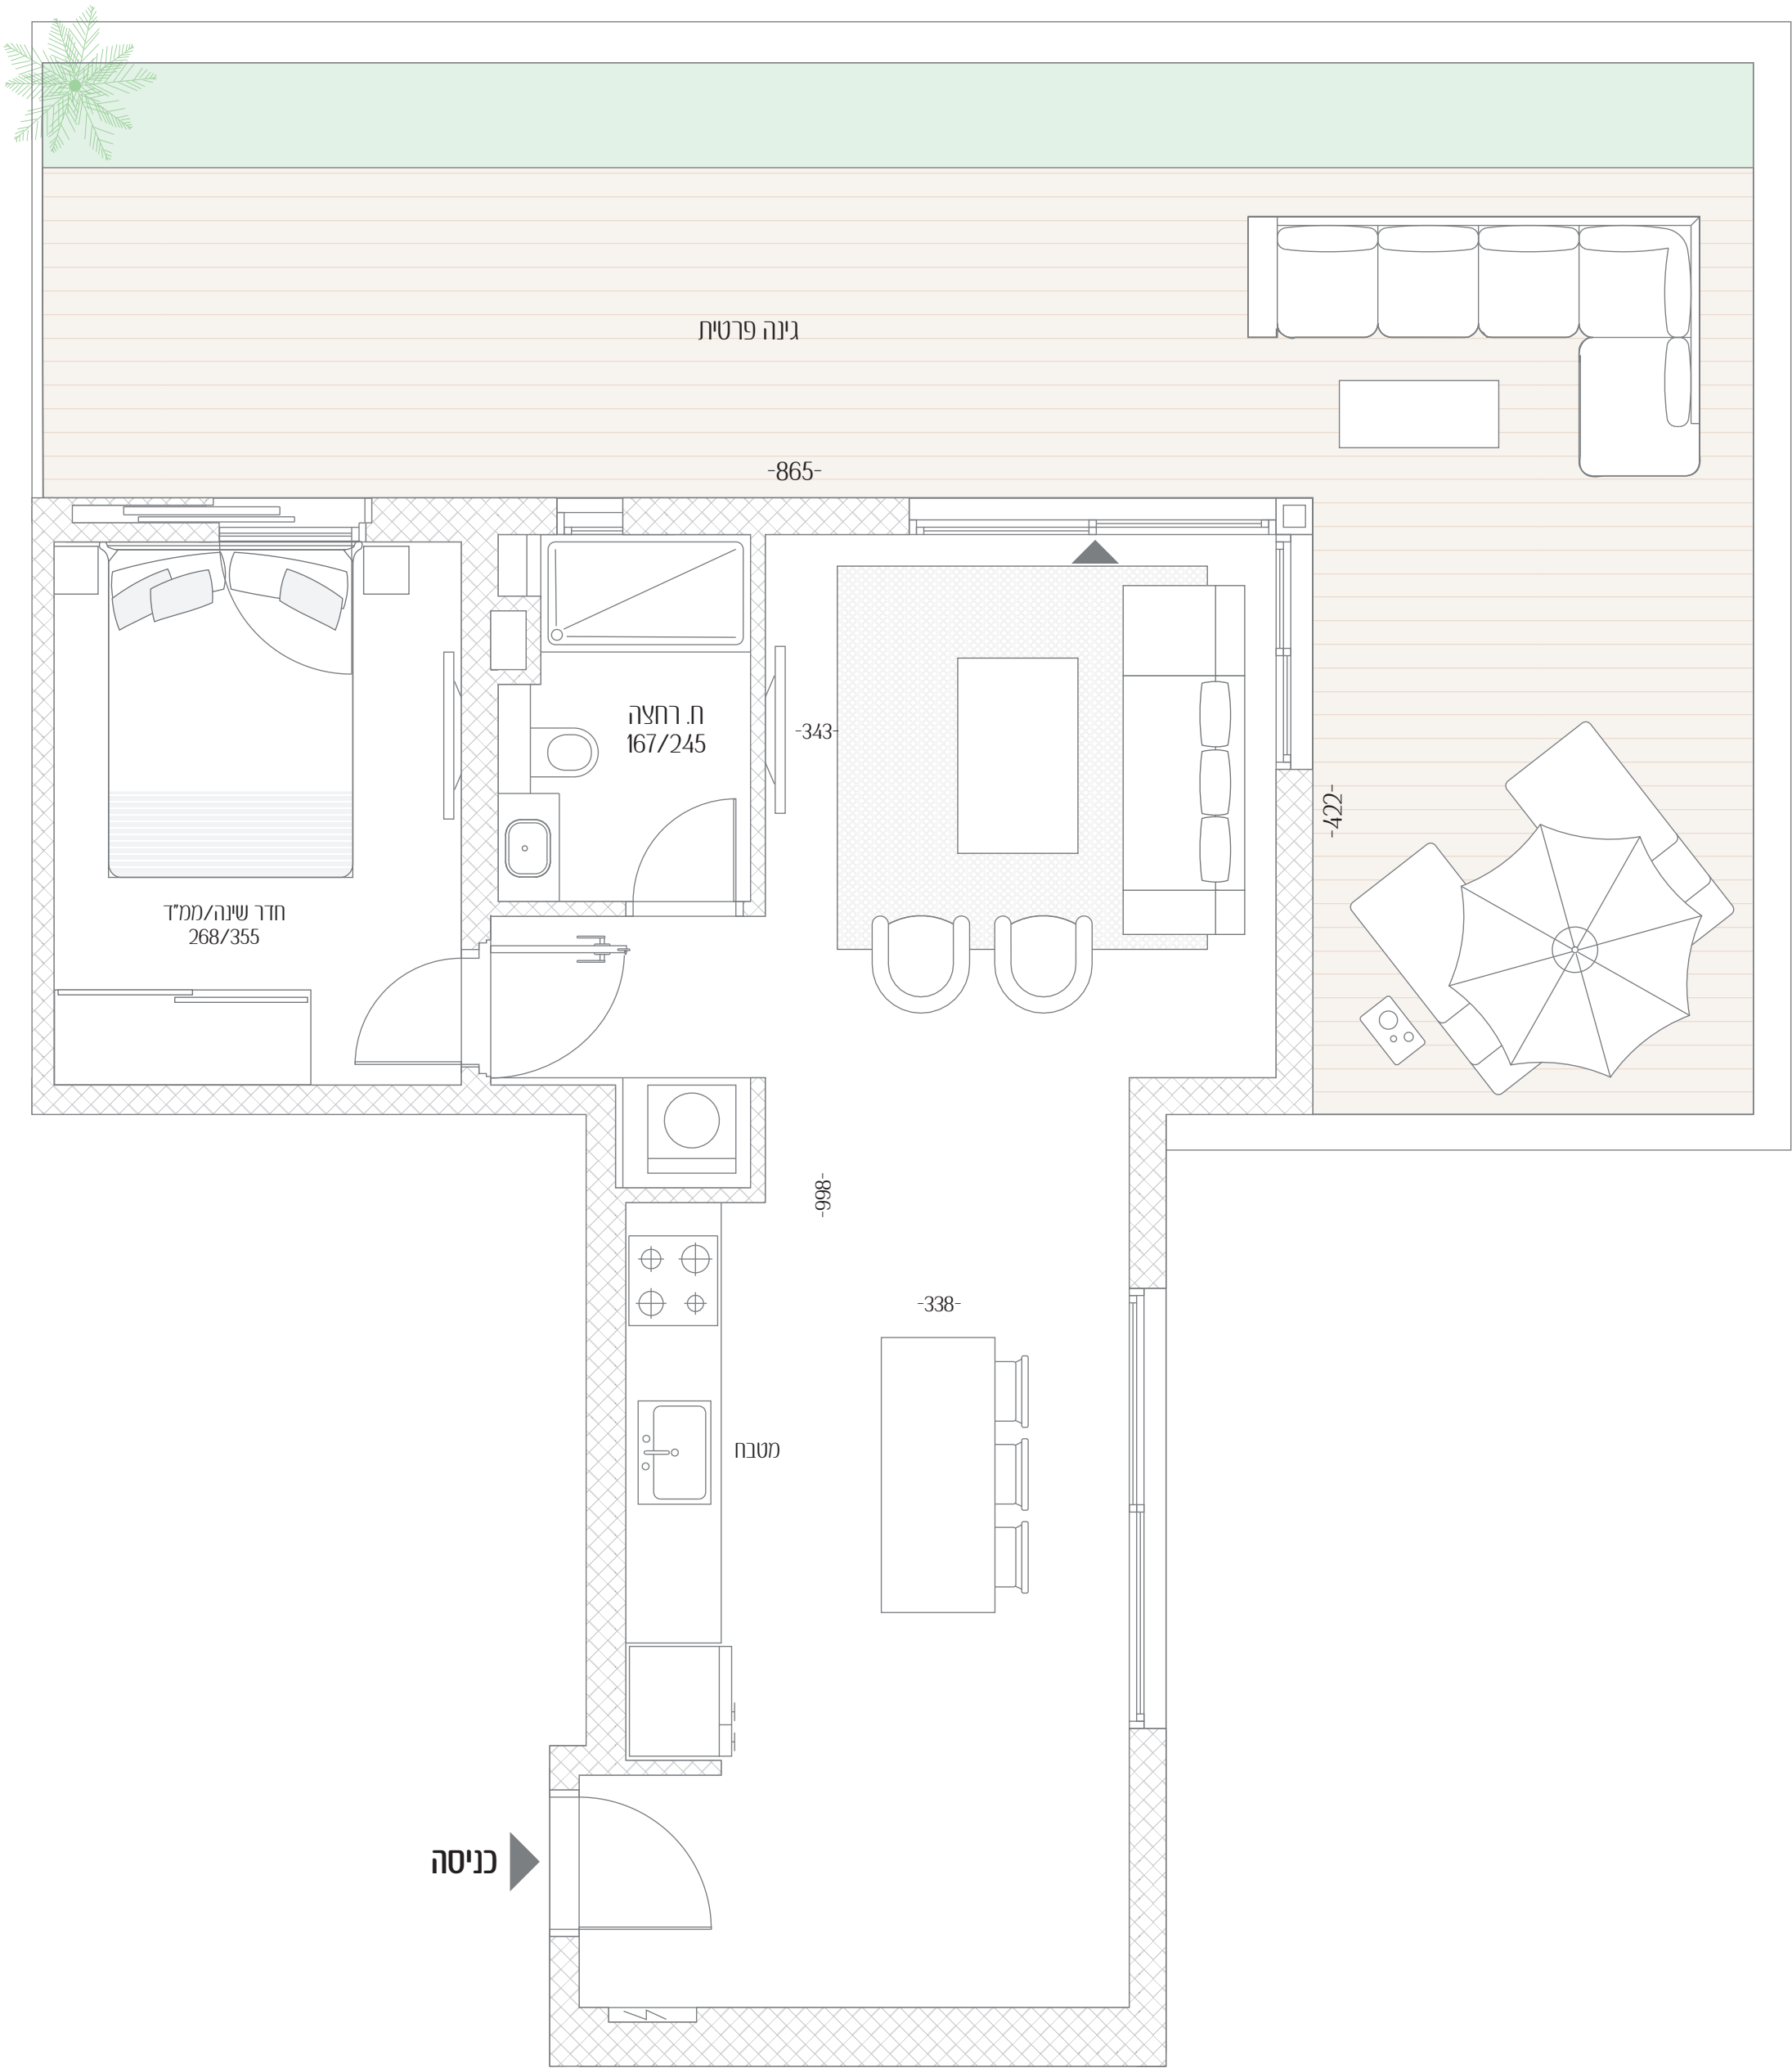 גינה פרטית
-865-
ח. רחצה
167/245
-343-
-422-
חדר שינה/ממ"ד
268/355
-998-
-338-
מטבח
כניסה